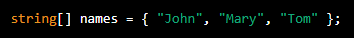 string[] names = { "John", "Mary", "Tom" };